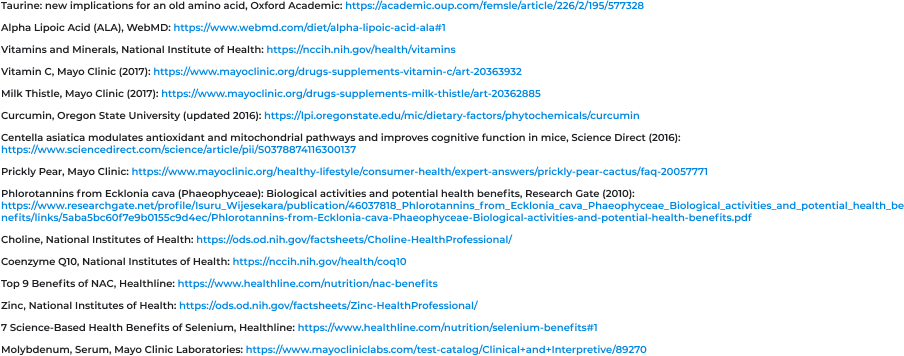 Taurine: new implications for an old amino acid, Oxford Academic: https://academic.oup.com/femsle/article/226/2/195/577328
Alpha Lipoic Acid (ALA), WebMD: https://www.webmd.com/diet/alpha-lipoic-acid-ala#1
Vitamins and Minerals, National Institute of Health: https://nccih.nih.gov/health/vitamins
Vitamin C, Mayo Clinic (2017): https://www.mayoclinic.org/drugs-supplements-vitamin-c/art-20363932
Milk Thistle, Mayo Clinic (2017): https://www.mayoclinic.org/drugs-supplements-milk-thistle/art-20362885
Curcumin, Oregon State University (updated 2016): https://lpi.oregonstate.edu/mic/dietary-factors/phytochemicals/curcumin
Centella asiatica modulates antioxidant and mitochondrial pathways and improves cognitive function in mice, Science Direct (2016):
https://www.sciencedirect.com/science/article/pii/S0378874116300137
Prickly Pear, Mayo Clinic: https://www.mayoclinic.org/healthy-lifestyle/consumer-health/expert-answers/prickly-pear-cactus/faq-20057771
Phlorotannins from Ecklonia cava (Phaeophyceae): Biological activities and potential health benefits, Research Gate (2010):
https://www.researchgate.net/profile/Isuru_Wijesekara/publication/46037818_Phlorotannins_from_Ecklonia_cava_Phaeophyceae_Biological_activities_and_potential_health_be
nefits/links/5aba5bc60f7e9b0155c9d4ec/Phlorotannins-from-Ecklonia-cava-Phaeophyceae-Biological-activities-and-potential-health-benefits.pdf
Choline, National Institutes of Health: https://ods.od.nih.gov/factsheets/Choline-HealthProfessional/
Coenzyme Q10, National Institutes of Health: https://nccih.nih.gov/health/coq10
Top 9 Benefits of NAC, Healthline: https://www.healthline.com/nutrition/nac-benefits
Zinc, National Institutes of Health: https://ods.od.nih.gov/factsheets/Zinc-HealthProfessional/
7 Science-Based Health Benefits of Selenium, Healthline: https://www.healthline.com/nutrition/selenium-benefits#1
Molybdenum, Serum, Mayo Clinic Laboratories: https://www.mayocliniclabs.com/test-catalog/Clinical+and+Interpretive/89270